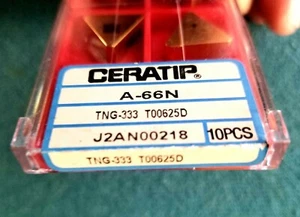 CERATIP®
A-66N
TNG-333 T00625D
J2AN00218 10PCS
TNG-333 T00625D